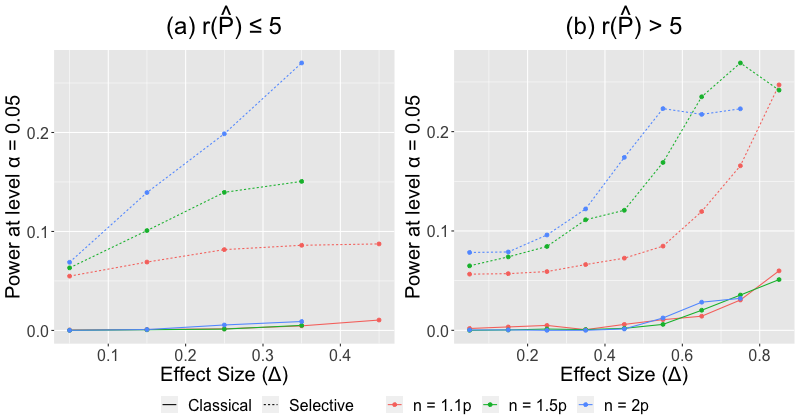 (a) r(P̂) ≤ 5
(b) r(P̂) > 5
Power at level α = 0.05
0.2
0.1
0.0
0.1
0.2
0.3
0.4
Effect Size (Δ)
Power at level α = 0.05
0.2
0.1
0.0
0.2
0.4
0.6
0.8
Effect Size (Δ)
Classical Selective n = 1.1p n = 1.5p n = 2p